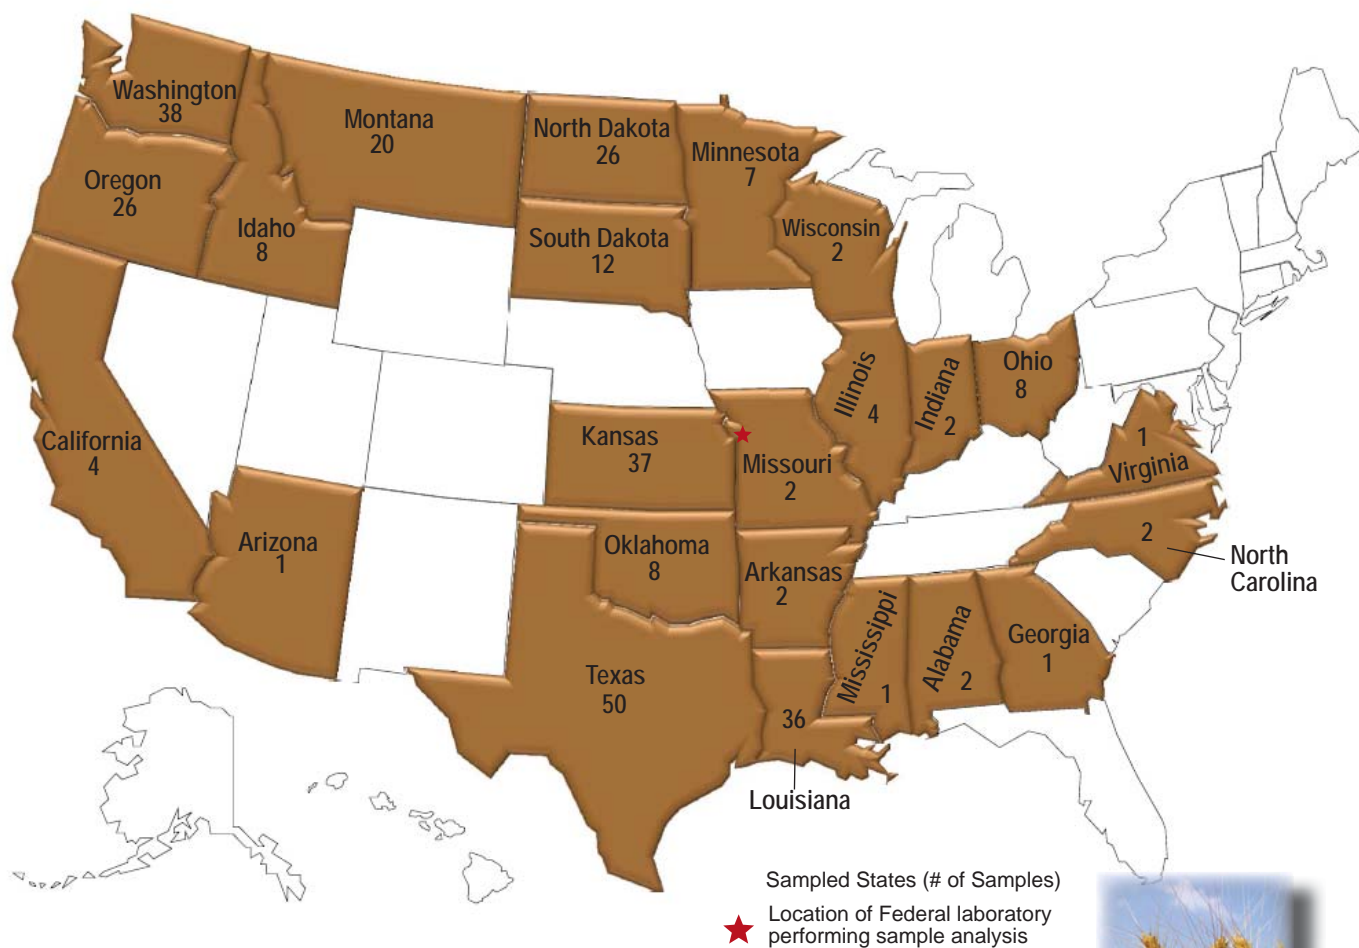 Washington
38
Montana
20
North Dakota
26
Minnesota
7
Oregon
26
Idaho
8
South Dakota
12
Wisconsin
2
California
4
Arizona
1
Kansas
37
Missouri
2
Illinois
4
Indiana
2
Ohio
8
1
Virginia
2
North
Carolina
Oklahoma
8
Arkansas
2
Texas
50
36
Louisiana
Mississippi
1
Alabama
2
Georgia
1
Sampled States (# of Samples)
Location of Federal laboratory
performing sample analysis